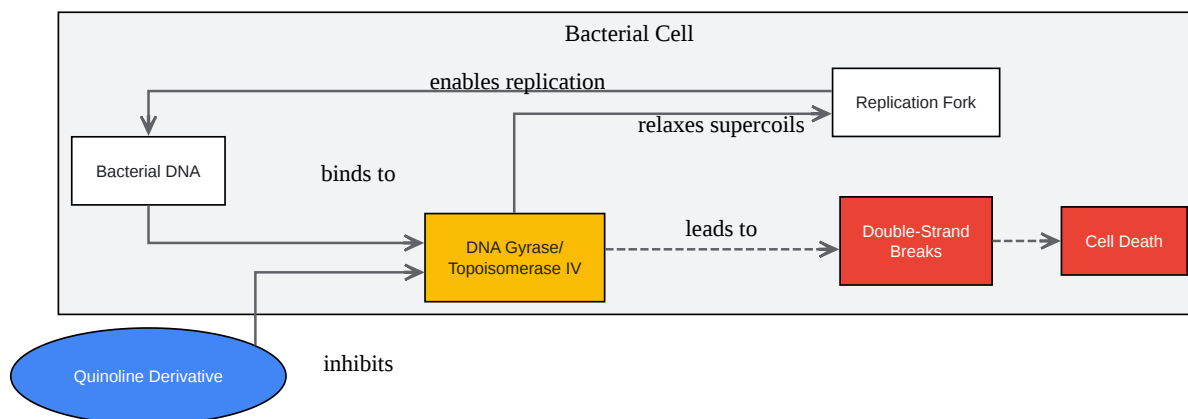 Bacterial Cell
enables replication
Replication Fork
relaxes supercoils
Bacterial DNA
binds to
DNA Gyrase/
Topoisomerase IV
leads to
Double-Strand
Breaks
Cell Death
Quinoline Derivative
inhibits